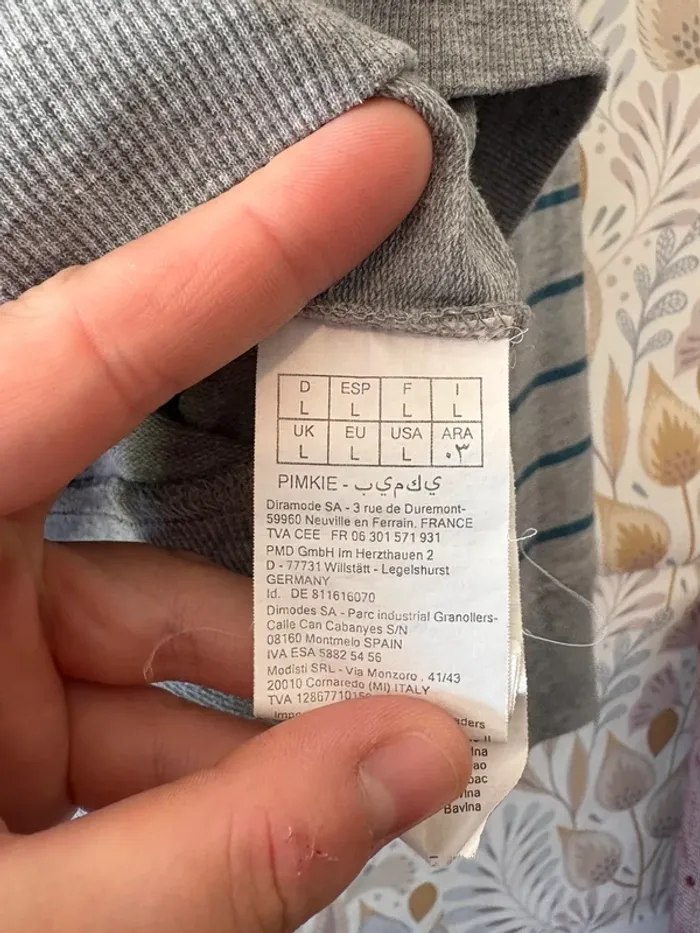 D ESP F I
L L L L
UK EU USA ARA
L L L ٠٣
PIMKIE - يكميب
Diramode SA - 3 rue de Duremont-
59960 Neuville en Ferrain. FRANCE
TVA CEE FR 06 301 571 931
PMD GmbH Im Herzthauen 2
D - 77731 Willstätt - Legelshurst
GERMANY
Id. DE 811616070
Dimodes SA - Parc industrial Granollers-
Calle Can Cabanyes S/N
08160 Montmelo SPAIN
IVA ESA 5882 54 56
Modisti SRL - Via Monzoro , 41/43
20010 Cornaredo (MI) ITALY
TVA
Bavlna